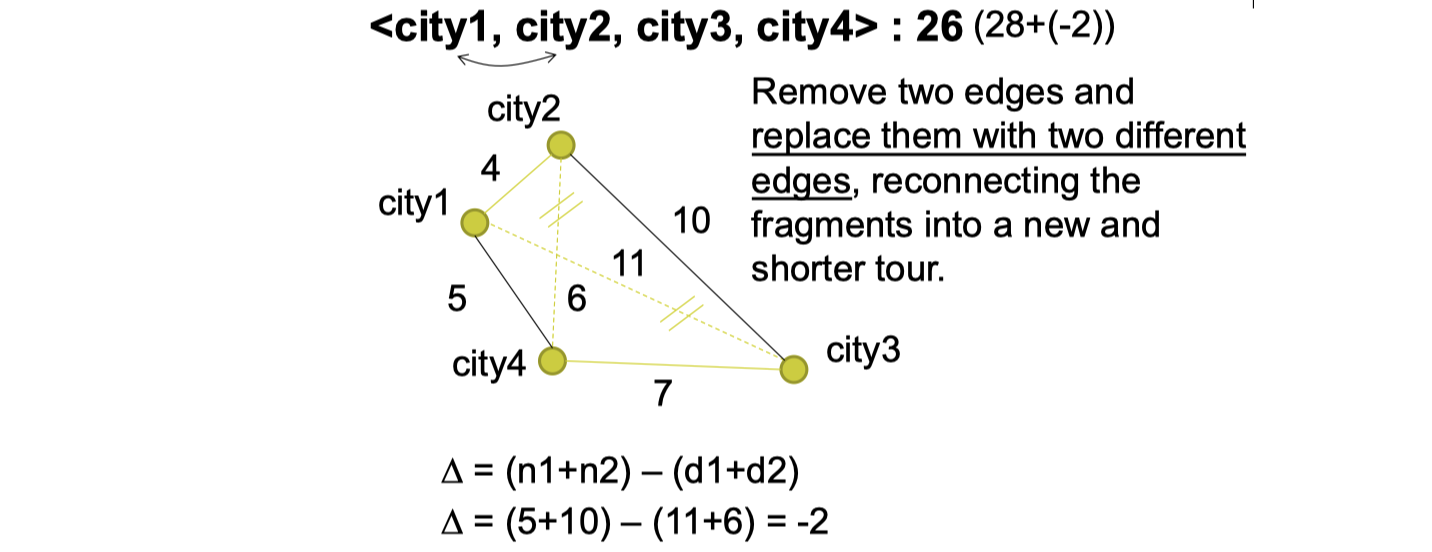 <city1, city2, city3, city4> : 26 (28+(-2))
Remove two edges and
replace them with two different
edges, reconnecting the
fragments into a new and
shorter tour.
city2
4
city1
10
11
5
6
city3
city4
7
Δ = (n1+n2) – (d1+d2)
Δ = (5+10) – (11+6) = -2